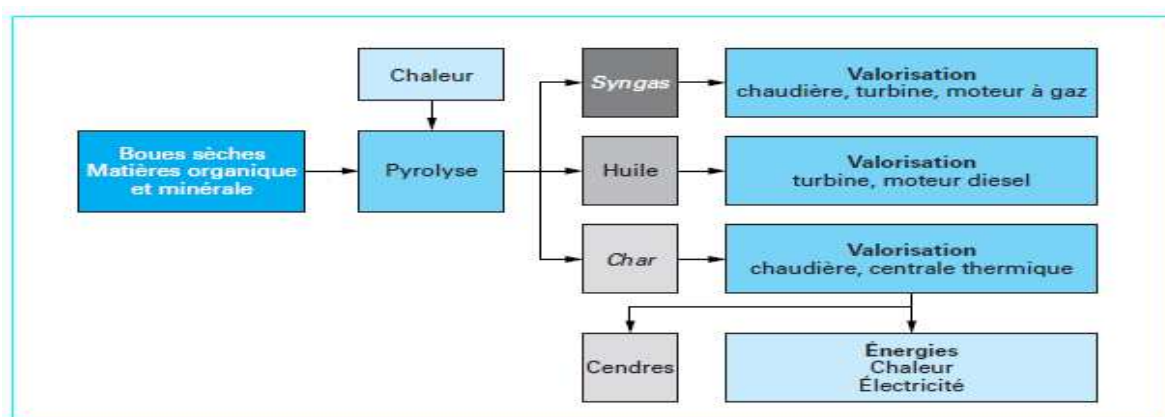 Chaleur
Boues sèches
Matières organique
et minérale
Pyrolyse
Syngas
Valorisation
chaudière, turbine, moteur à gaz
Huile
Valorisation
turbine, moteur diesel
Char
Valorisation
chaudière, centrale thermique
Cendres
Énergies
Chaleur
Électricité